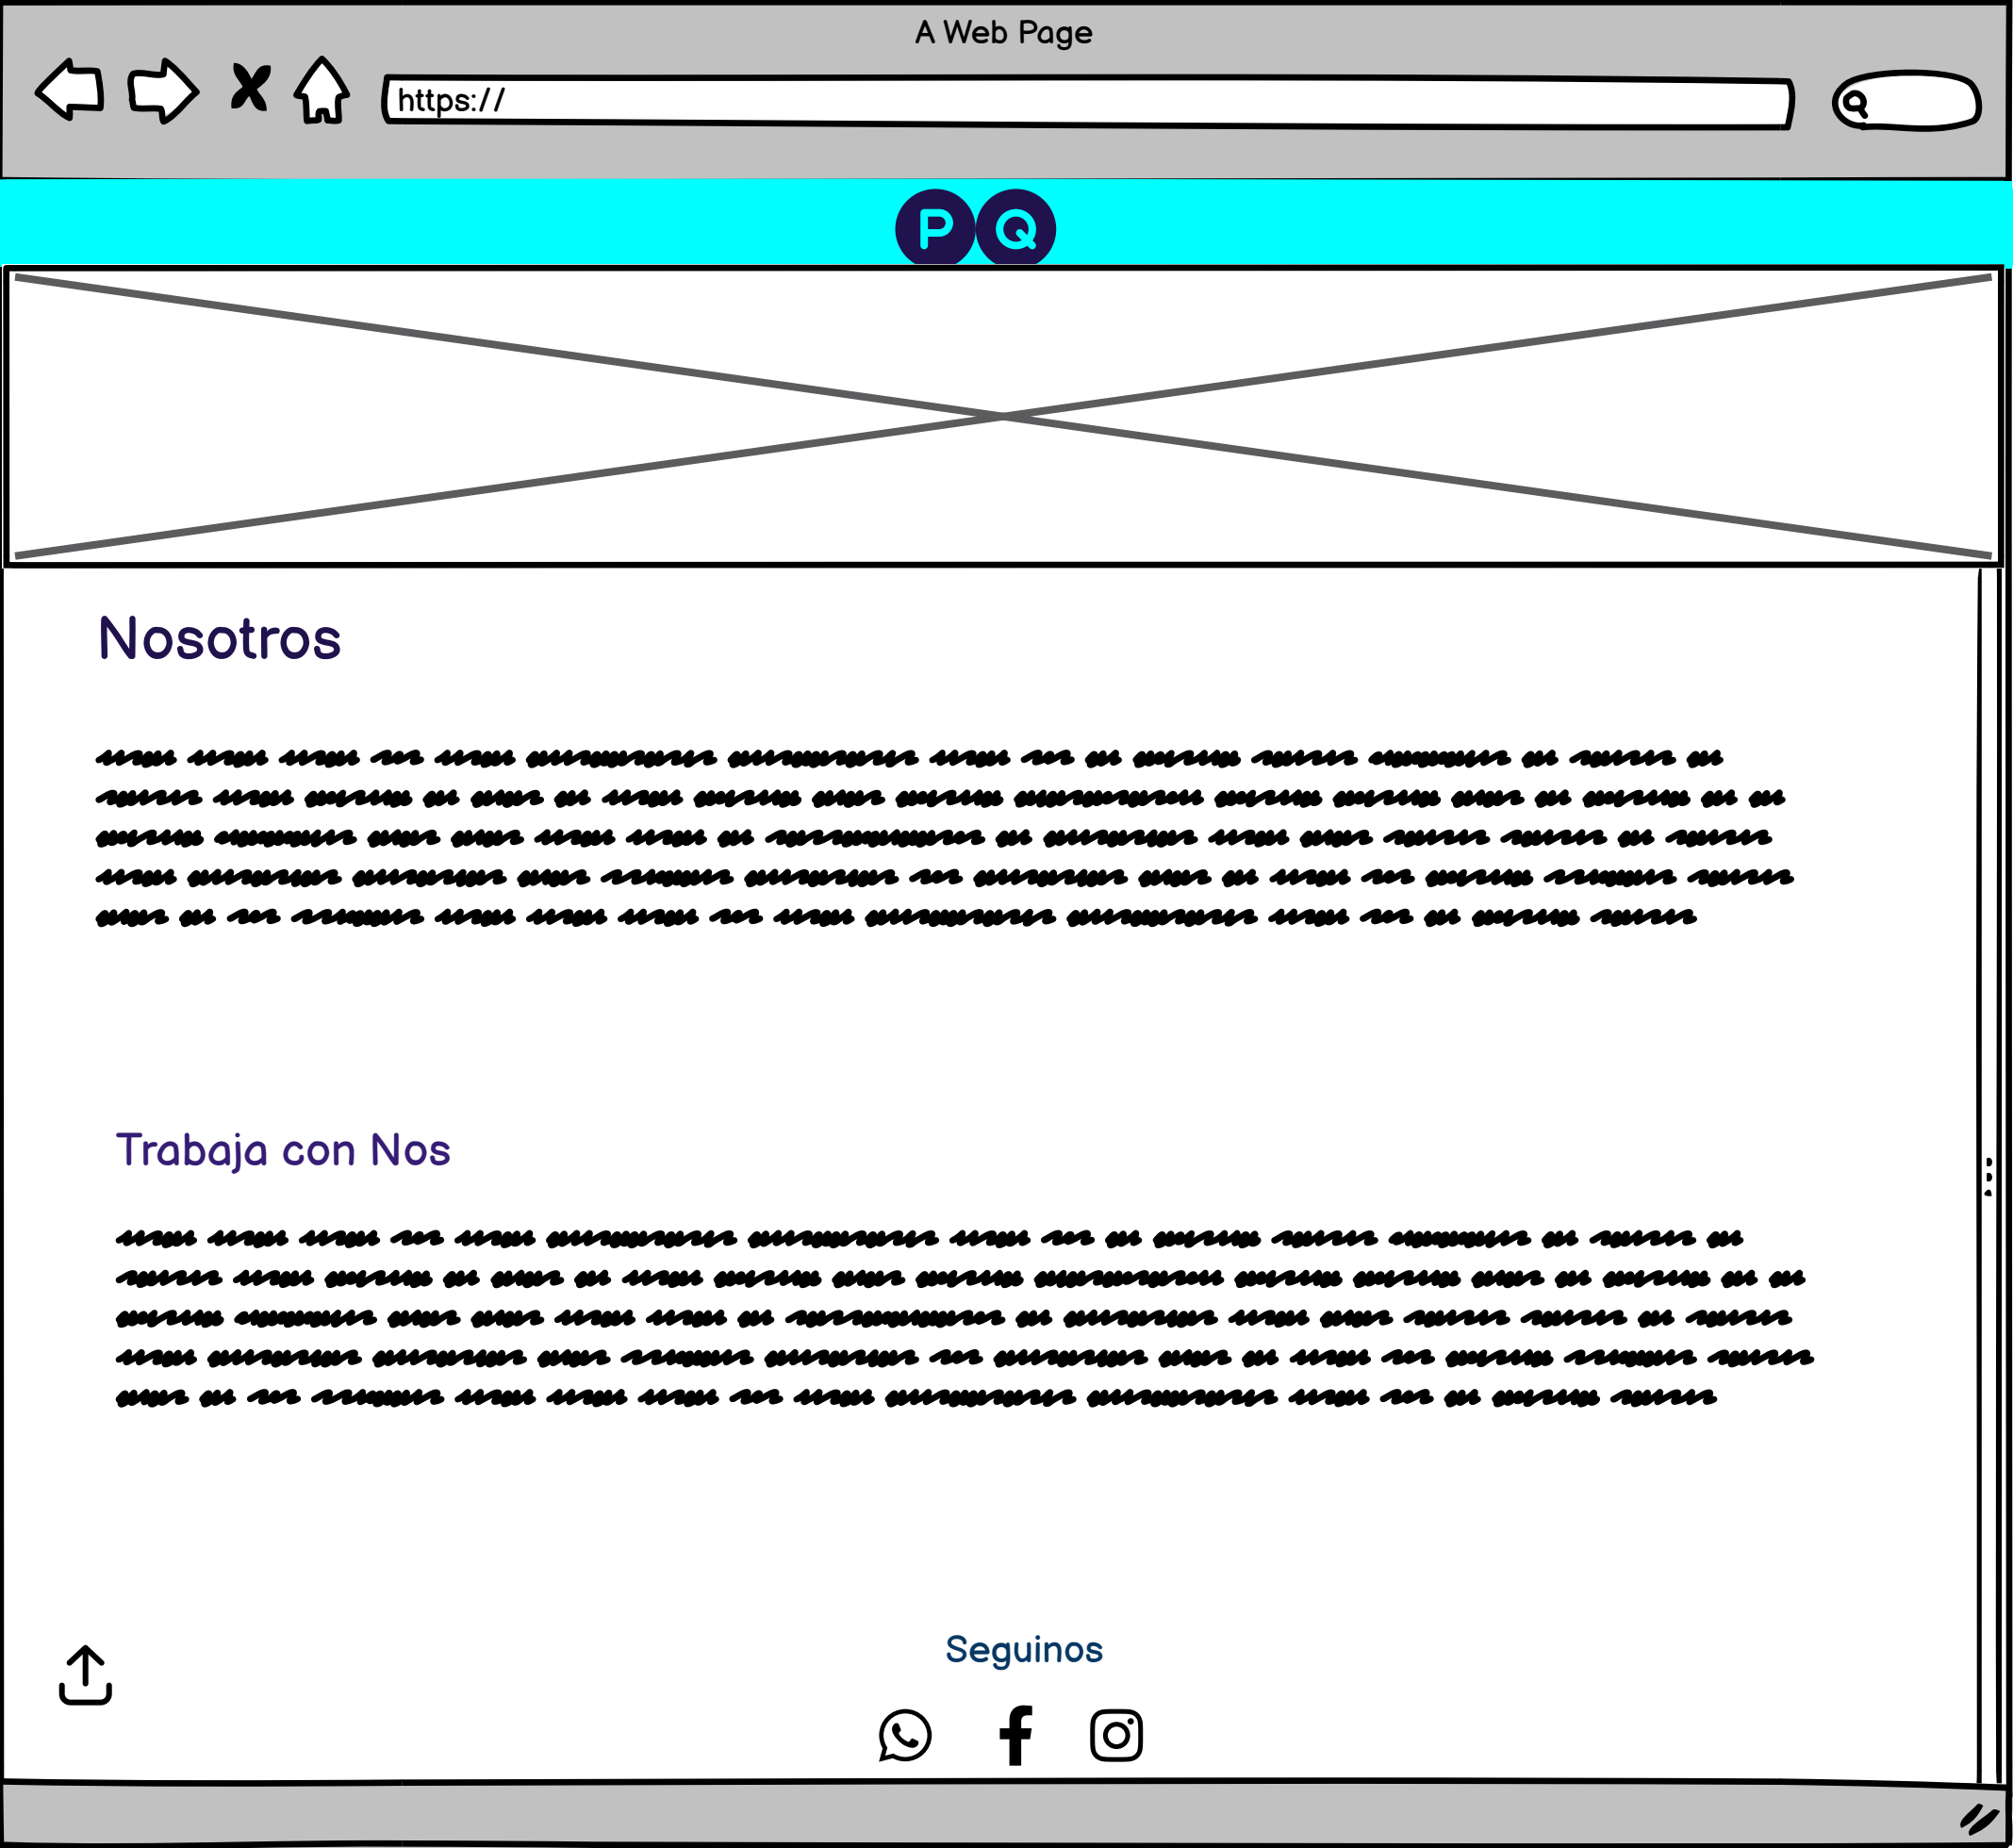 A Web Page
https://
PQ
Nosotros
Trabaja con Nos
Seguinos